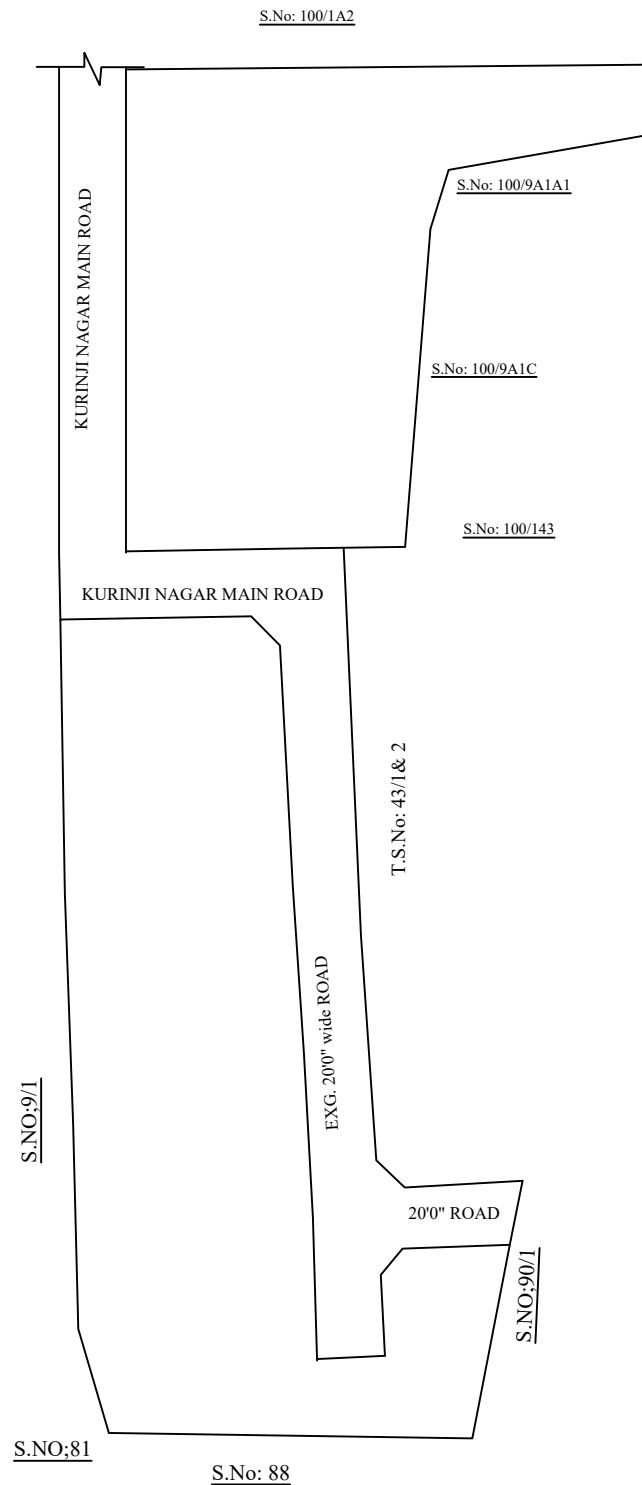 S.No: 100/1A2
S.No: 100/9A1A1
KURINJI NAGAR MAIN ROAD
S.No: 100/9A1C
S.No: 100/143
KURINJI NAGAR MAIN ROAD
T.S.No: 43/1& 2
EXG. 20'0" wide ROAD
S.NO;9/1
20'0" ROAD
S.NO;90/1
S.NO;81
S.No: 88